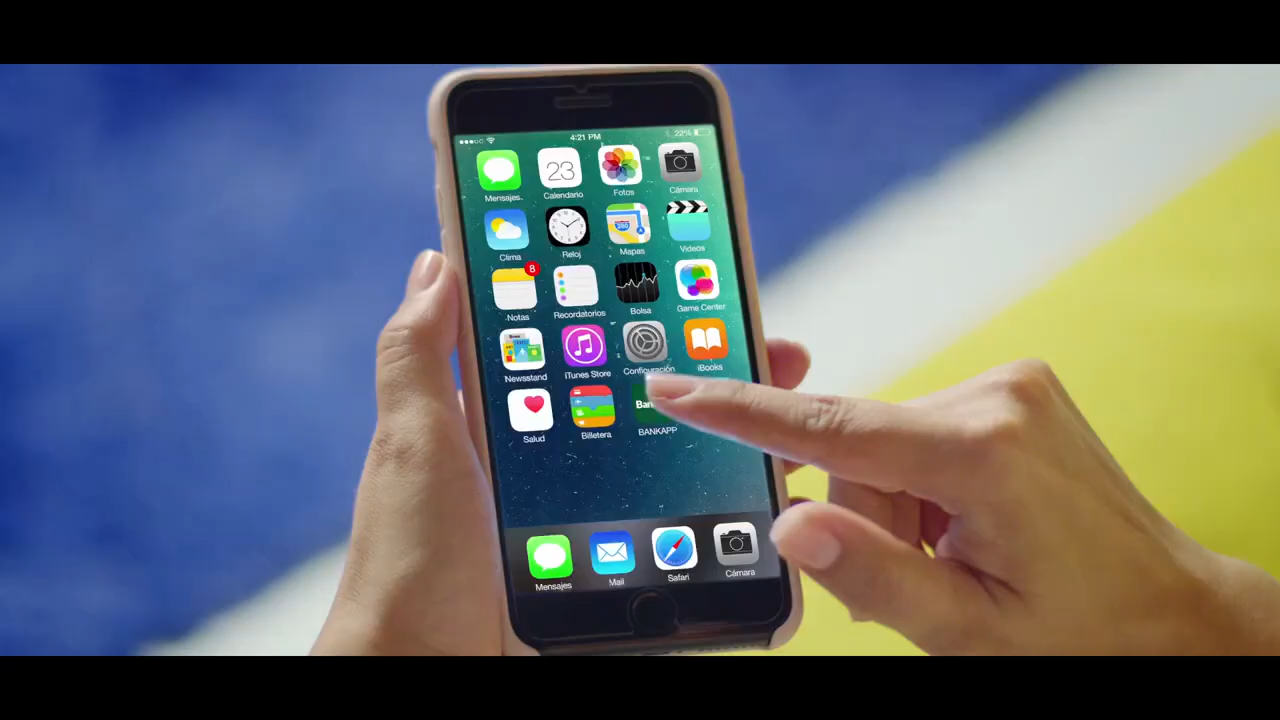 4:21 PM 22%
Mensajes
23
Calendario
Fotos
Cámara
Clima
Reloj
280
Mapas
Videos
8
Notas
Recordatorios
Bolsa
Game Center
Newsstand
iTunes Store
Configuración
iBooks
Salud
Billetera
BANKAPP
Mensajes
Mail
Safari
Cámara